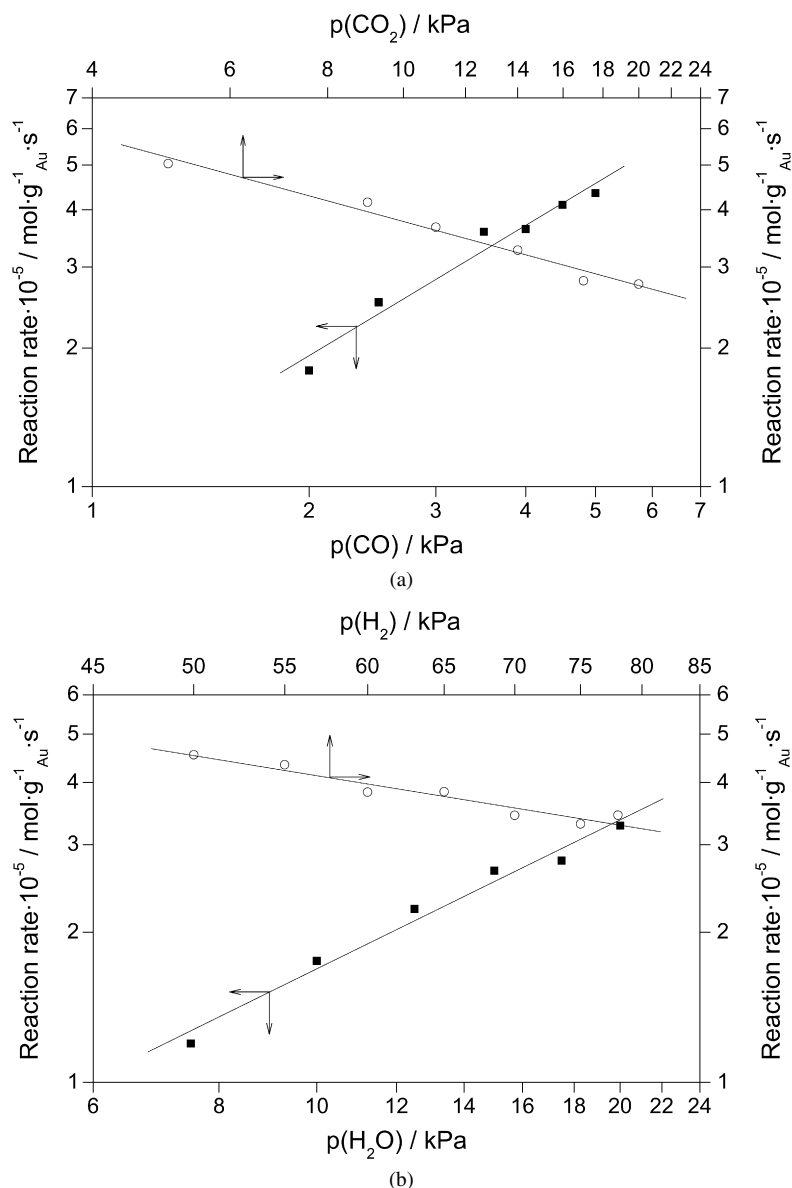 p(CO₂) / kPa
4 6 8 10 12 14 16 18 20 22 24
7 7
6 6
5 5
4 4
3 3
2 2
1 1
Reaction rate·10⁻⁵ / mol·g⁻¹Au·s⁻¹
Reaction rate·10⁻⁵ / mol·g⁻¹Au·s⁻¹
1 2 3 4 5 6 7
p(CO) / kPa
(a)
p(H₂) / kPa
45 50 55 60 65 70 75 80 85
6 6
5 5
4 4
3 3
2 2
1 1
Reaction rate·10⁻⁵ / mol·g⁻¹Au·s⁻¹
Reaction rate·10⁻⁵ / mol·g⁻¹Au·s⁻¹
6 8 10 12 14 16 18 20 22 24
p(H₂O) / kPa
(b)